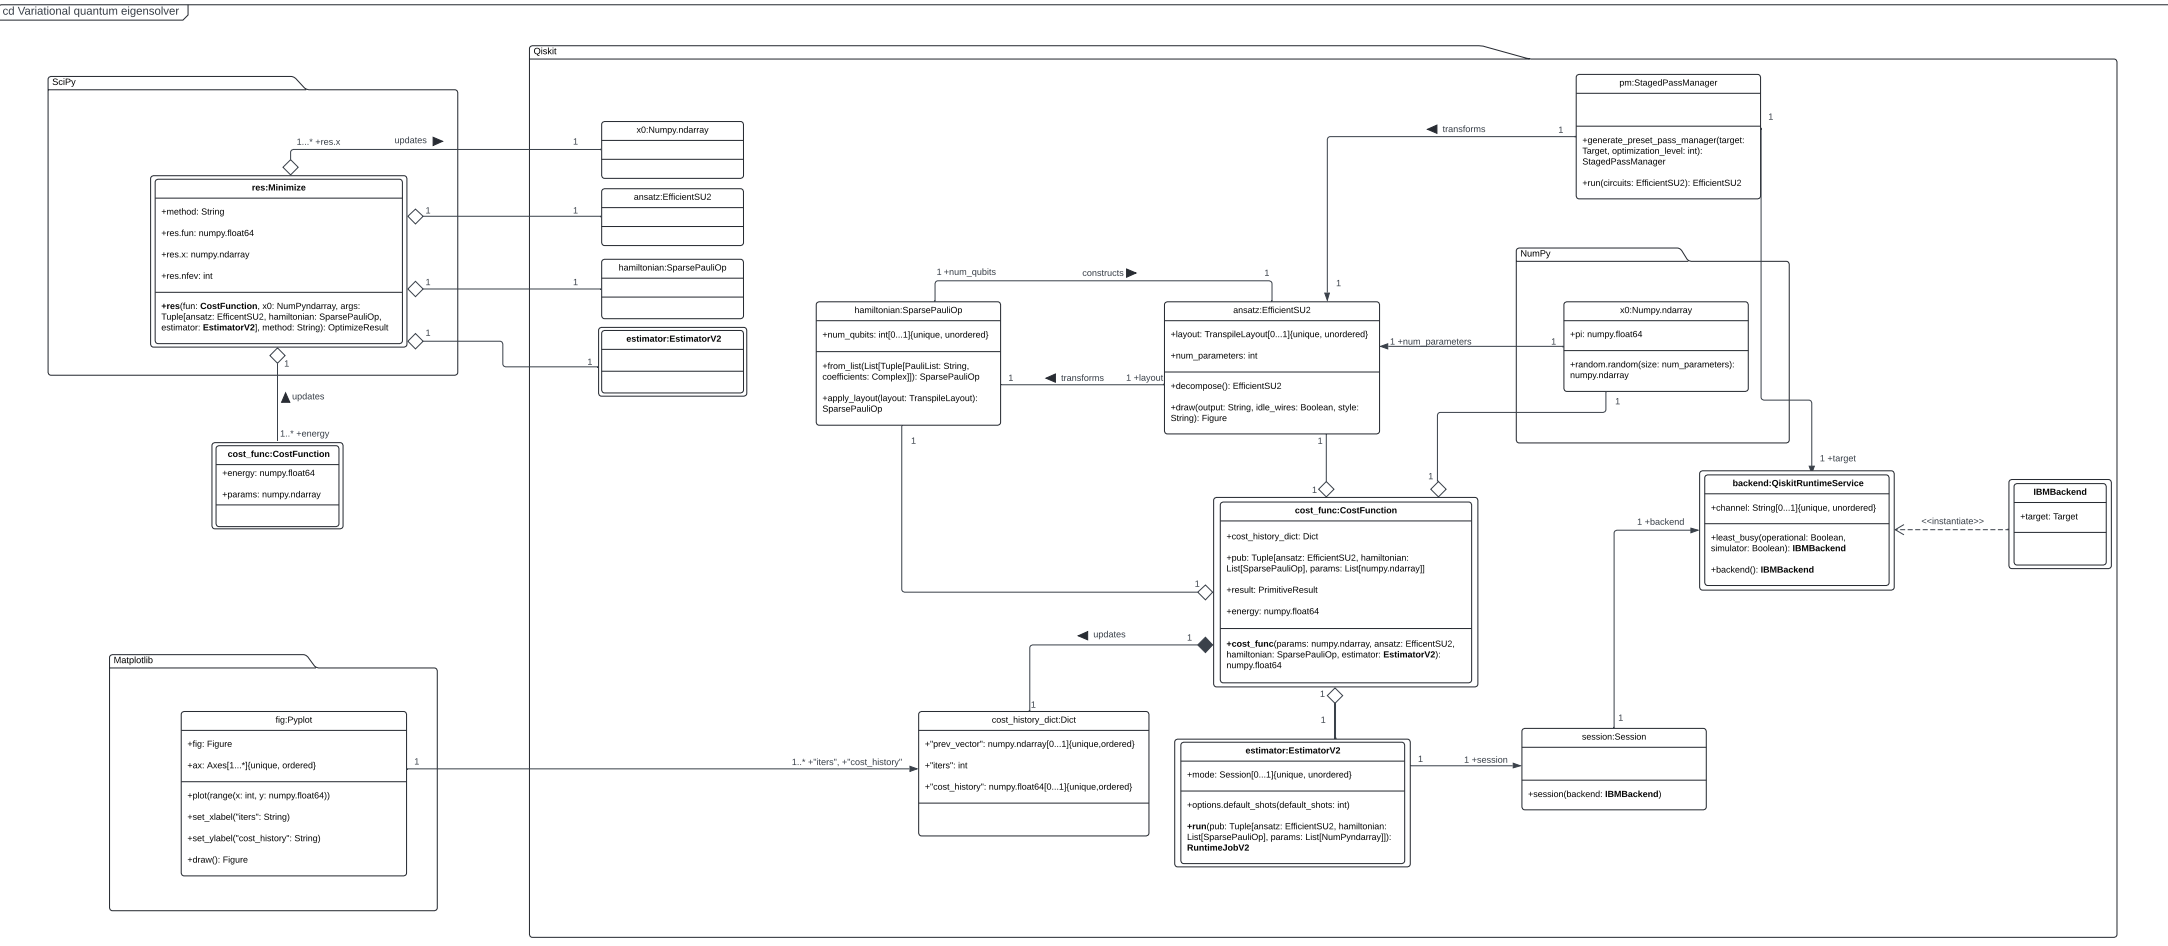 cd Variational quantum eigensolver
SciPy
1...* +res.x
updates
1
res:Minimize
+method: String
+res.fun: numpy.float64
+res.x: numpy.ndarray
+res.nfev: int
+res(fun: CostFunction, x0: NumPyndarray, args:
Tuple[ansatz: EfficentSU2, hamiltonian: SparsePauliOp,
estimator: EstimatorV2], method: String): OptimizeResult
1
1
1
1
updates
1..* +energy
cost_func:CostFunction
+energy: numpy.float64
+params: numpy.ndarray
Qiskit
x0:Numpy.ndarray
1
ansatz:EfficientSU2
1
hamiltonian:SparsePauliOp
1
estimator:EstimatorV2
pm:StagedPassManager
+generate_preset_pass_manager(target:
Target, optimization_level: int):
StagedPassManager
+run(circuits: EfficientSU2): EfficientSU2
1
transforms
1
1
1 +num_qubits
constructs
1
hamiltonian:SparsePauliOp
+num_qubits: int[0...1]{unique, unordered}
+from_list(List[Tuple[PauliList: String,
coefficients: Complex]]): SparsePauliOp
+apply_layout(layout: TranspileLayout):
SparsePauliOp
1
transforms
1 +layout
1
ansatz:EfficientSU2
+layout: TranspileLayout[0...1]{unique, unordered}
+num_parameters: int
+decompose(): EfficientSU2
+draw(output: String, idle_wires: Boolean, style:
String): Figure
1 +num_parameters
1
NumPy
x0:Numpy.ndarray
+pi: numpy.float64
+random.random(size: num_parameters):
numpy.ndarray
1
1
1
1
1
1 +target
cost_func:CostFunction
+cost_history_dict: Dict
+pub: Tuple[ansatz: EfficientSU2, hamiltonian:
List[SparsePauliOp], params: List[numpy.ndarray]]
+result: PrimitiveResult
+energy: numpy.float64
+cost_func(params: numpy.ndarray, ansatz: EfficentSU2,
hamiltonian: SparsePauliOp, estimator: EstimatorV2):
numpy.float64
backend:QiskitRuntimeService
+channel: String[0...1]{unique, unordered}
+least_busy(operational: Boolean,
simulator: Boolean): IBMBackend
+backend(): IBMBackend
<<instantiate>>
IBMBackend
+target: Target
1 +backend
1
updates
1
1
1
1
Matplotlib
fig:Pyplot
+fig: Figure
+ax: Axes[1...*]{unique, ordered}
+plot(range(x: int, y: numpy.float64))
+set_xlabel("iters": String)
+set_ylabel("cost_history": String)
+draw(): Figure
1
1..* +"iters", +"cost_history"
cost_history_dict:Dict
+"prev_vector": numpy.ndarray[0...1]{unique,ordered}
+"iters": int
+"cost_history": numpy.float64[0...1]{unique,ordered}
estimator:EstimatorV2
+mode: Session[0...1]{unique, unordered}
+options.default_shots(default_shots: int)
+run(pub: Tuple[ansatz: EfficientSU2, hamiltonian:
List[SparsePauliOp], params: List[NumPyndarray]]):
RuntimeJobV2
1
1 +session
session:Session
+session(backend: IBMBackend)